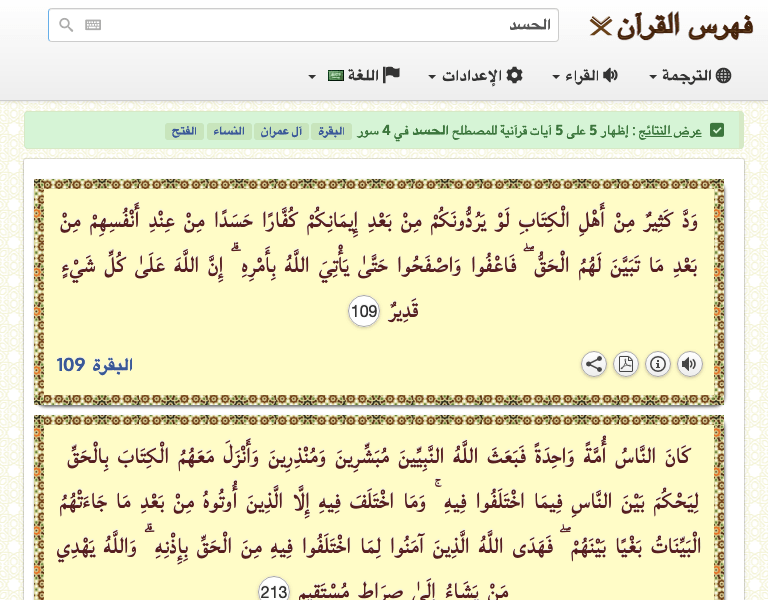 فهرس القرآن
الحسد
الترجمة
القراء
الإعدادات
اللغة
عرض النتائج : إظهار 5 على 5 آيات قرآنية للمصطلح الحسد في 4 سور البقرة آل عمران النساء الفتح
وَدَّ كَثِيرٌ مِنْ أَهْلِ الْكِتَابِ لَوْ يَرُدُّونَكُمْ مِنْ بَعْدِ إِيمَانِكُمْ كُفَّارًا حَسَدًا مِنْ عِنْدِ أَنْفُسِهِمْ مِنْ
بَعْدِ مَا تَبَيَّنَ لَهُمُ الْحَقُّ ۖ فَاعْفُوا وَاصْفَحُوا حَتَّىٰ يَأْتِيَ اللَّهُ بِأَمْرِهِ ۗ إِنَّ اللَّهَ عَلَىٰ كُلِّ شَيْءٍ
قَدِيرٌ 109
البقرة 109
كَانَ النَّاسُ أُمَّةً وَاحِدَةً فَبَعَثَ اللَّهُ النَّبِيِّينَ مُبَشِّرِينَ وَمُنْذِرِينَ وَأَنْزَلَ مَعَهُمُ الْكِتَابَ بِالْحَقِّ
لِيَحْكُمَ بَيْنَ النَّاسِ فِيمَا اخْتَلَفُوا فِيهِ ۚ وَمَا اخْتَلَفَ فِيهِ إِلَّا الَّذِينَ أُوتُوهُ مِنْ بَعْدِ مَا جَاءَتْهُمُ
الْبَيِّنَاتُ بَغْيًا بَيْنَهُمْ ۖ فَهَدَى اللَّهُ الَّذِينَ آمَنُوا لِمَا اخْتَلَفُوا فِيهِ مِنَ الْحَقِّ بِإِذْنِهِ ۗ وَاللَّهُ يَهْدِي
مَنْ يَشَاءُ إِلَىٰ صِرَاطٍ مُسْتَقِيمٍ 213